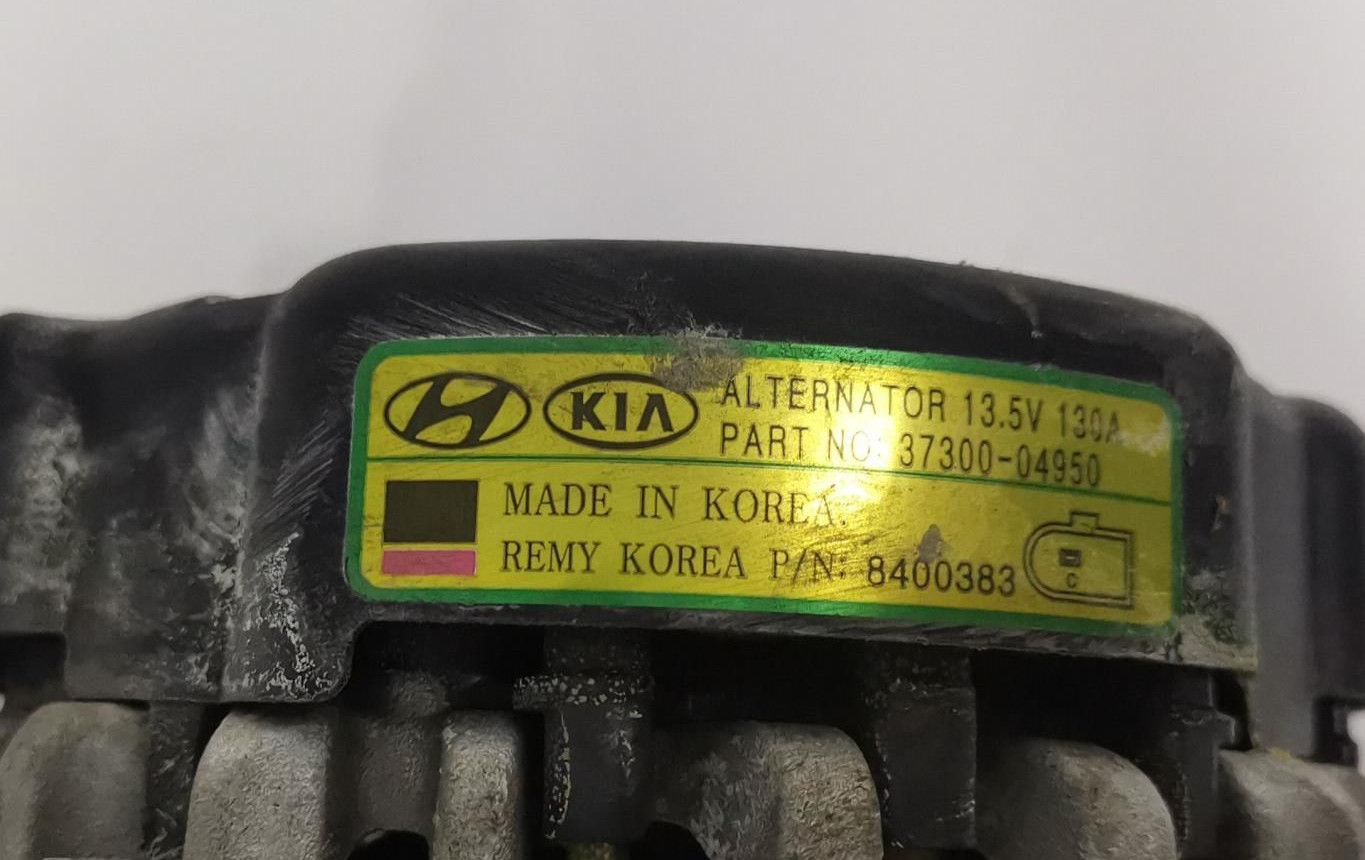 KIA
ALTERNATOR 13.5V 130A
PART NO: 37300-04950
MADE IN KOREA.
REMY KOREA P/N: 8400383
C